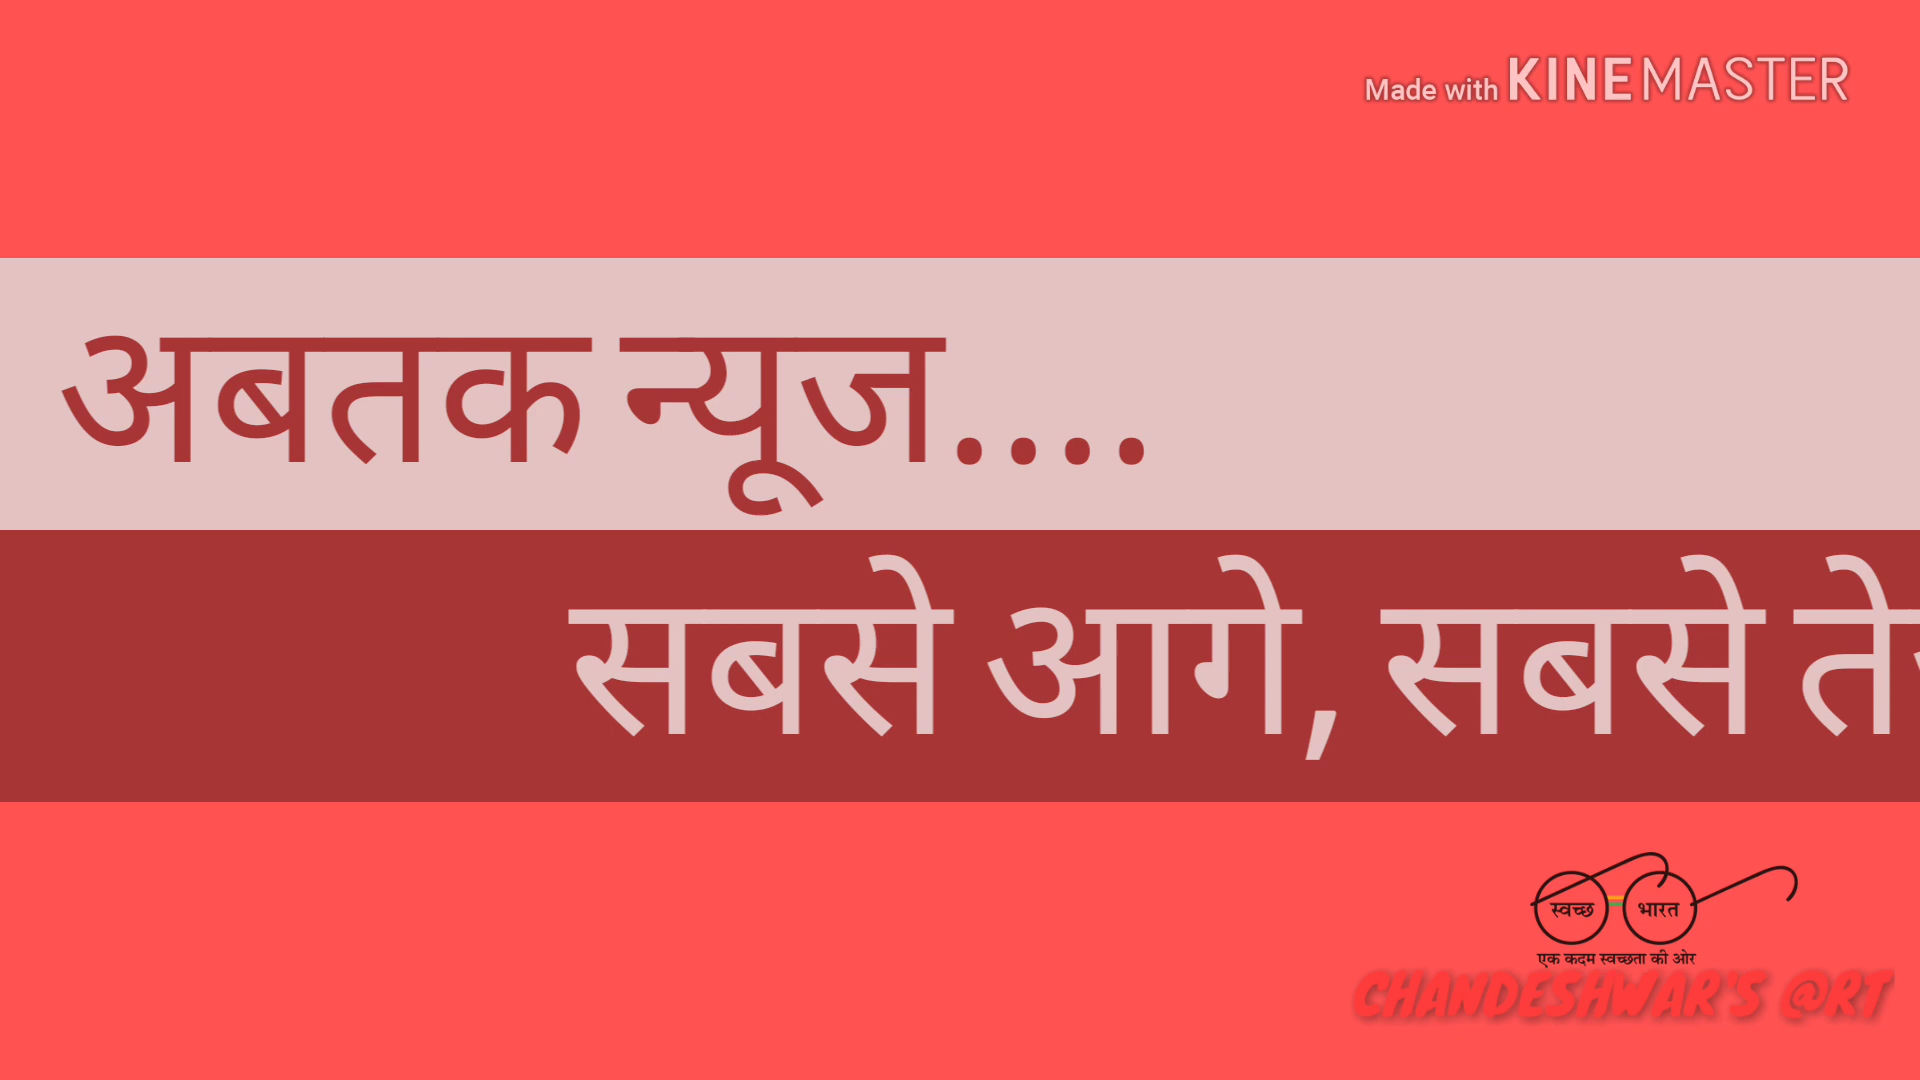 Made with KINEMASTER
अबतक न्यूज....
सबसे आगे, सबसे
स्वच्छ भारत
एक कदम स्वच्छता की ओर
CHANDESHWAR'S @RT